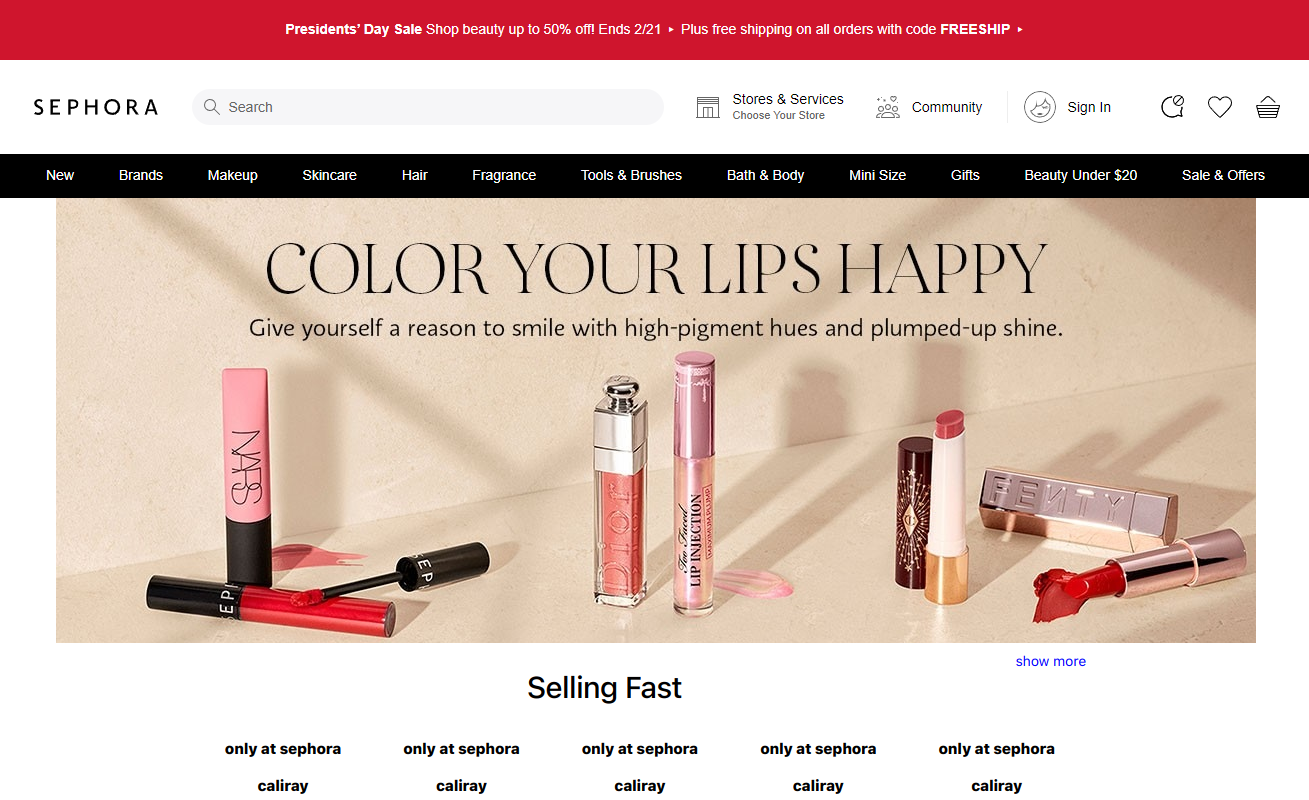 Presidents’ Day Sale Shop beauty up to 50% off! Ends 2/21 ▸ Plus free shipping on all orders with code FREESHIP ▸
SEPHORA
Search
Stores & Services
Choose Your Store
Community
Sign In
New Brands Makeup Skincare Hair Fragrance Tools & Brushes Bath & Body Mini Size Gifts Beauty Under $20 Sale & Offers
COLOR YOUR LIPS HAPPY
Give yourself a reason to smile with high-pigment hues and plumped-up shine.
NARS
SEP
SEP
Dior
Too Faced
LIP INJECTION
MAXIMUM PLUMP
FENTY
show more
Selling Fast
only at sephora only at sephora only at sephora only at sephora only at sephora
caliray caliray caliray caliray caliray